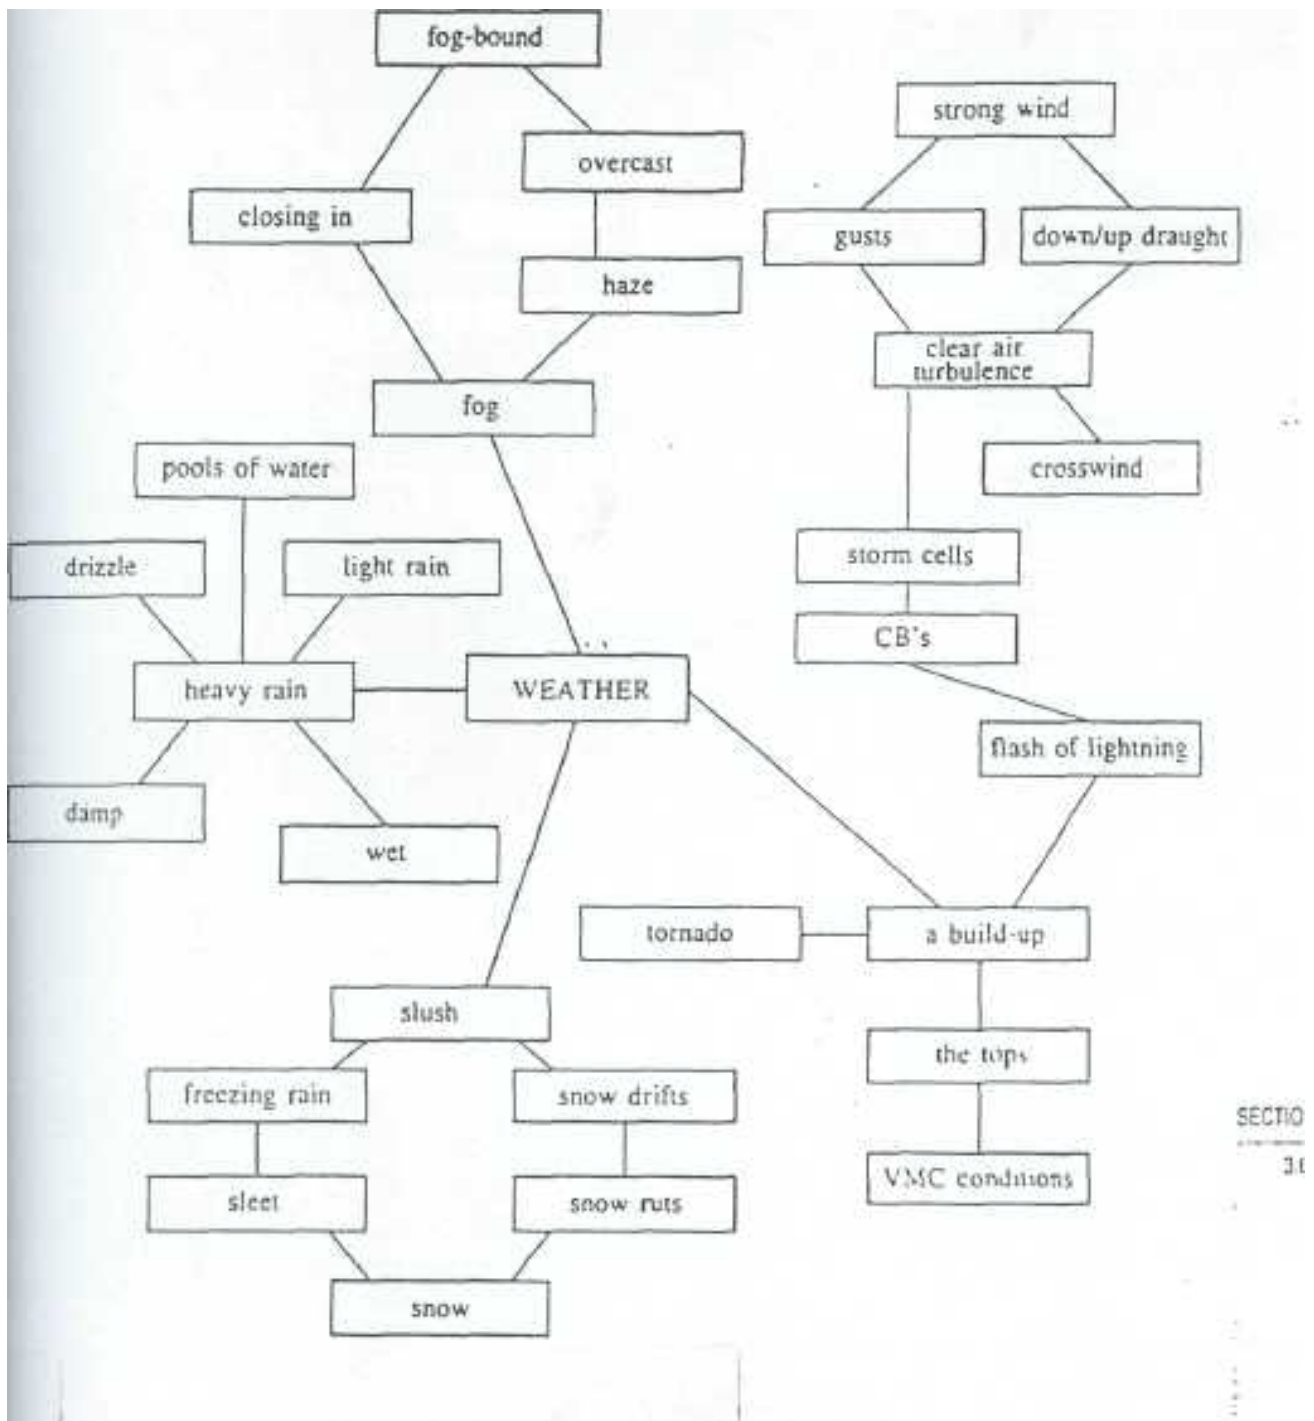 fog-bound
strong wind
overcast
closing in
gusts
down/up draught
haze
clear air
turbulence
fog
pools of water
crosswind
drizzle
light rain
storm cells
CB's
heavy rain
WEATHER
flash of lightning
damp
wet
tornado
a build-up
slush
the tops
freezing rain
snow drifts
VMC conditions
sleet
snow ruts
snow